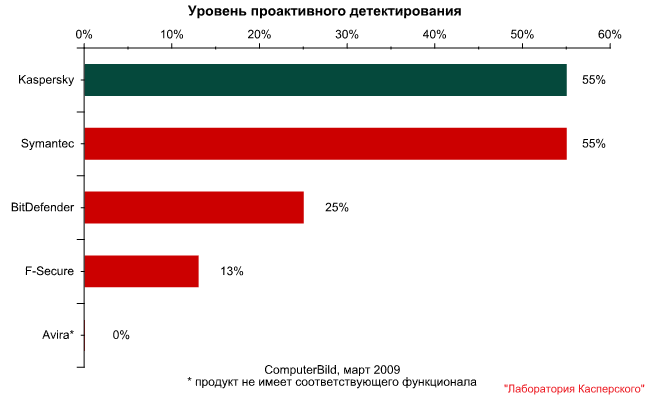 Уровень проактивного детектирования
0% 10% 20% 30% 40% 50% 60%
Kaspersky 55%
Symantec 55%
BitDefender 25%
F-Secure 13%
Avira* 0%
ComputerBild, март 2009
* продукт не имеет соответствующего функционала
"Лаборатория Касперского"